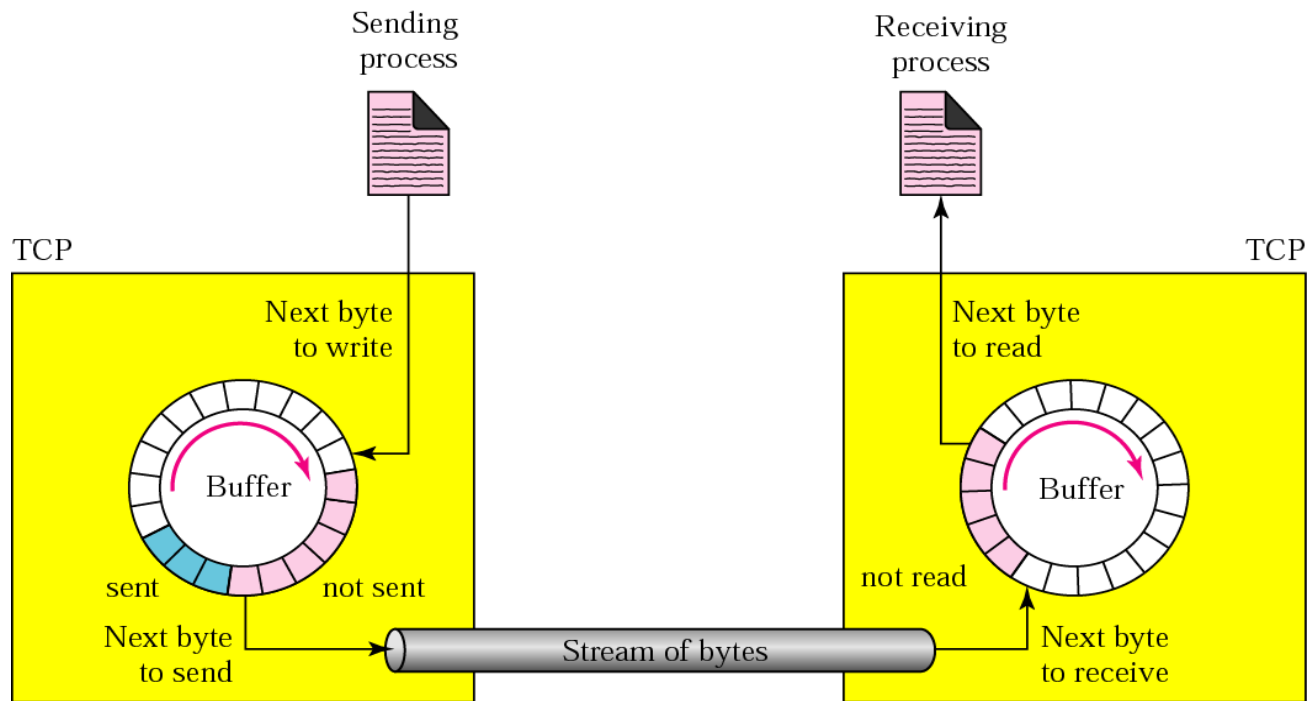 Sending
process
Receiving
process
TCP
TCP
Next byte
to write
Next byte
to read
Buffer
Buffer
sent
not sent
not read
Next byte
to send
Stream of bytes
Next byte
to receive